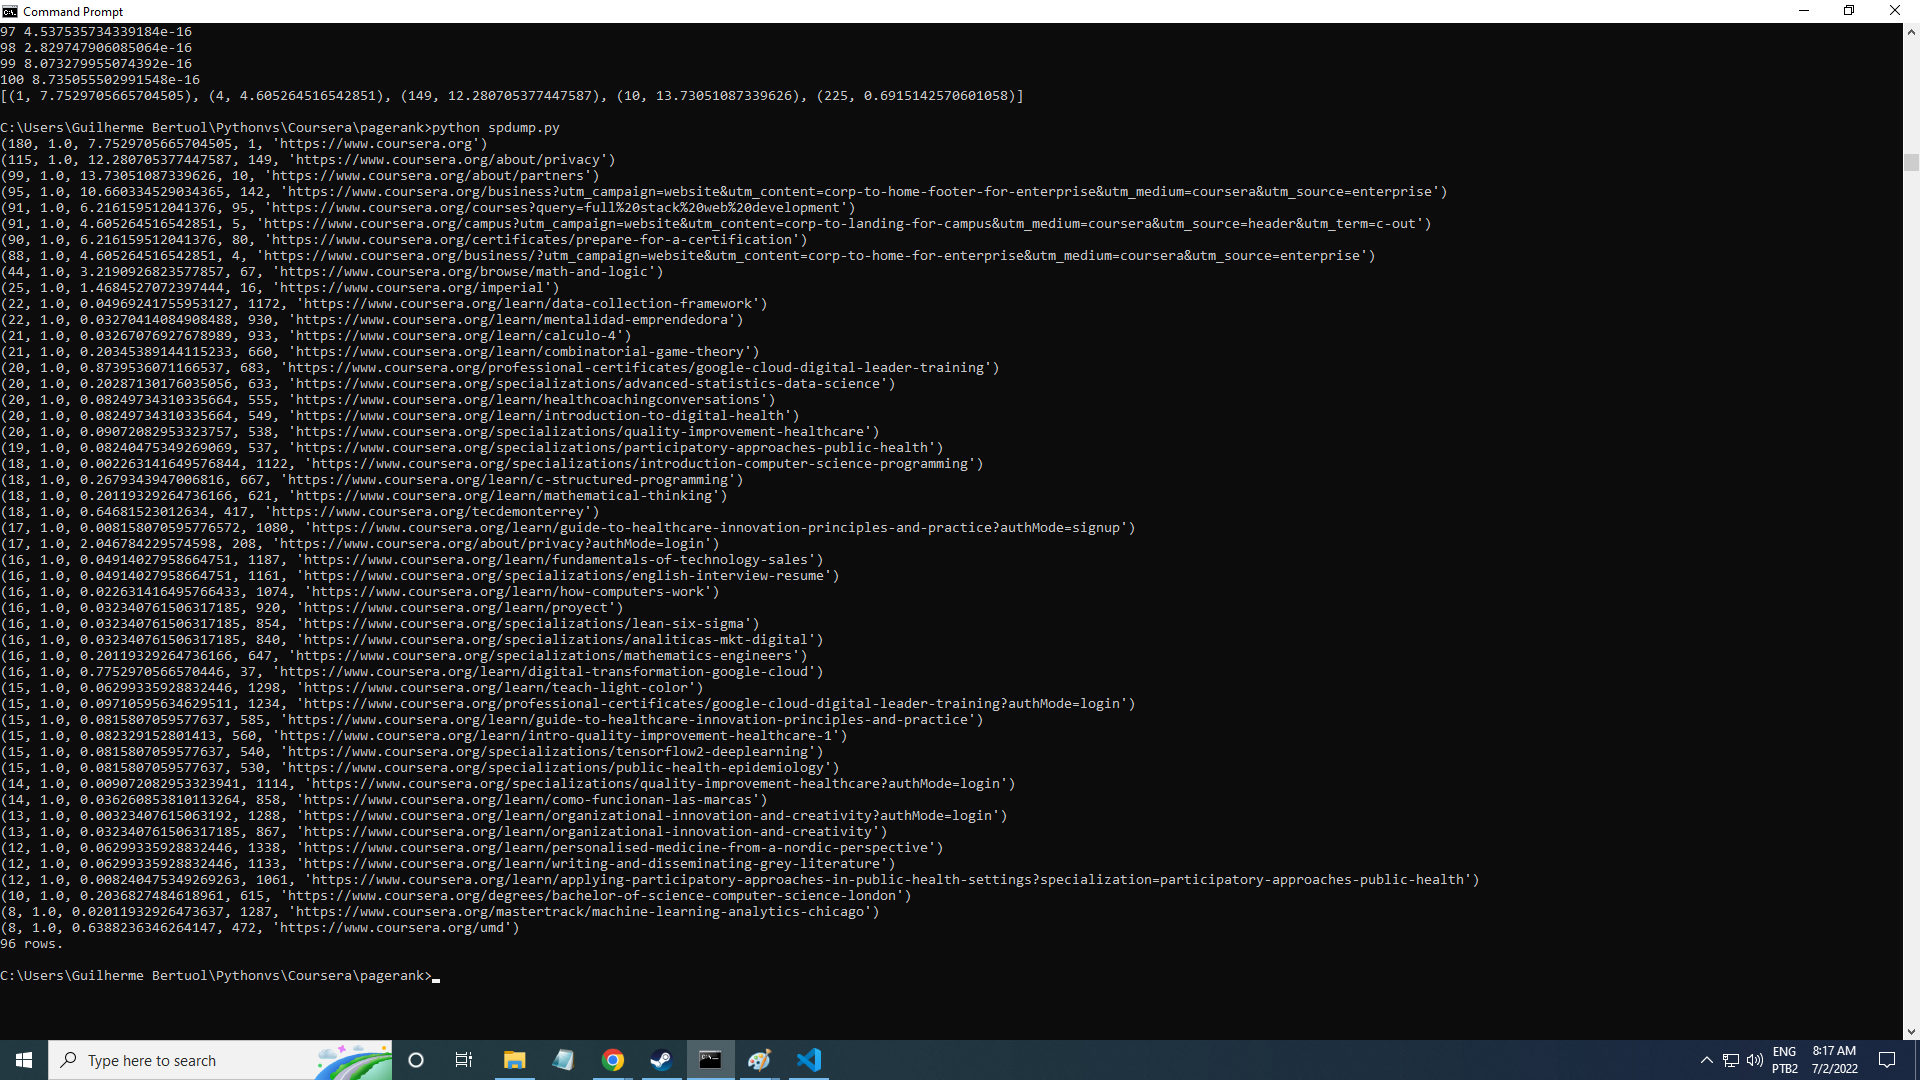 Command Prompt
97 4.537535734339184e-16
98 2.829747906085064e-16
99 8.073279955074392e-16
100 8.735055502991548e-16
[(1, 7.7529705665704505), (4, 4.605264516542851), (149, 12.280705377447587), (10, 13.73051087339626), (225, 0.6915142570601058)]
C:\Users\Guilherme Bertuol\Pythonvs\Coursera\pagerank>python spdump.py
(180, 1.0, 7.7529705665704505, 1, 'https://www.coursera.org')
(115, 1.0, 12.280705377447587, 149, 'https://www.coursera.org/about/privacy')
(99, 1.0, 13.73051087339626, 10, 'https://www.coursera.org/about/partners')
(95, 1.0, 10.660334529034365, 142, 'https://www.coursera.org/business?utm_campaign=website&utm_content=corp-to-home-footer-for-enterprise&utm_medium=coursera&utm_source=enterprise')
(91, 1.0, 6.216159512041376, 95, 'https://www.coursera.org/courses?query=full%20stack%20web%20development')
(91, 1.0, 4.605264516542851, 5, 'https://www.coursera.org/campus?utm_campaign=website&utm_content=corp-to-landing-for-campus&utm_medium=coursera&utm_source=header&utm_term=c-out')
(90, 1.0, 6.216159512041376, 80, 'https://www.coursera.org/certificates/prepare-for-a-certification')
(88, 1.0, 4.605264516542851, 4, 'https://www.coursera.org/business/?utm_campaign=website&utm_content=corp-to-home-for-enterprise&utm_medium=coursera&utm_source=enterprise')
(44, 1.0, 3.2190926823577857, 67, 'https://www.coursera.org/browse/math-and-logic')
(25, 1.0, 1.4684527072397444, 16, 'https://www.coursera.org/imperial')
(22, 1.0, 0.04969241755953127, 1172, 'https://www.coursera.org/learn/data-collection-framework')
(22, 1.0, 0.03270414084908488, 930, 'https://www.coursera.org/learn/mentalidad-emprendedora')
(21, 1.0, 0.03267076927678989, 933, 'https://www.coursera.org/learn/calculo-4')
(21, 1.0, 0.20345389144115233, 660, 'https://www.coursera.org/learn/combinatorial-game-theory')
(20, 1.0, 0.8739536071166537, 683, 'https://www.coursera.org/professional-certificates/google-cloud-digital-leader-training')
(20, 1.0, 0.20287130176035056, 633, 'https://www.coursera.org/specializations/advanced-statistics-data-science')
(20, 1.0, 0.08249734310335664, 555, 'https://www.coursera.org/learn/healthcoachingconversations')
(20, 1.0, 0.08249734310335664, 549, 'https://www.coursera.org/learn/introduction-to-digital-health')
(20, 1.0, 0.09072082953323757, 538, 'https://www.coursera.org/specializations/quality-improvement-healthcare')
(19, 1.0, 0.08240475349269069, 537, 'https://www.coursera.org/specializations/participatory-approaches-public-health')
(18, 1.0, 0.002263141649576844, 1122, 'https://www.coursera.org/specializations/introduction-computer-science-programming')
(18, 1.0, 0.2679343947006816, 667, 'https://www.coursera.org/learn/c-structured-programming')
(18, 1.0, 0.20119329264736166, 621, 'https://www.coursera.org/learn/mathematical-thinking')
(18, 1.0, 0.64681523012634, 417, 'https://www.coursera.org/tecdemonterrey')
(17, 1.0, 0.008158070595776572, 1080, 'https://www.coursera.org/learn/guide-to-healthcare-innovation-principles-and-practice?authMode=signup')
(17, 1.0, 2.046784229574598, 208, 'https://www.coursera.org/about/privacy?authMode=login')
(16, 1.0, 0.04914027958664751, 1187, 'https://www.coursera.org/learn/fundamentals-of-technology-sales')
(16, 1.0, 0.04914027958664751, 1161, 'https://www.coursera.org/specializations/english-interview-resume')
(16, 1.0, 0.022631416495766433, 1074, 'https://www.coursera.org/learn/how-computers-work')
(16, 1.0, 0.032340761506317185, 920, 'https://www.coursera.org/learn/proyect')
(16, 1.0, 0.032340761506317185, 854, 'https://www.coursera.org/specializations/lean-six-sigma')
(16, 1.0, 0.032340761506317185, 840, 'https://www.coursera.org/specializations/analiticas-mkt-digital')
(16, 1.0, 0.20119329264736166, 647, 'https://www.coursera.org/specializations/mathematics-engineers')
(16, 1.0, 0.7752970566570446, 37, 'https://www.coursera.org/learn/digital-transformation-google-cloud')
(15, 1.0, 0.06299335928832446, 1298, 'https://www.coursera.org/learn/teach-light-color')
(15, 1.0, 0.09710595634629511, 1234, 'https://www.coursera.org/professional-certificates/google-cloud-digital-leader-training?authMode=login')
(15, 1.0, 0.0815807059577637, 585, 'https://www.coursera.org/learn/guide-to-healthcare-innovation-principles-and-practice')
(15, 1.0, 0.082329152801413, 560, 'https://www.coursera.org/learn/intro-quality-improvement-healthcare-1')
(15, 1.0, 0.0815807059577637, 540, 'https://www.coursera.org/specializations/tensorflow2-deeplearning')
(15, 1.0, 0.0815807059577637, 530, 'https://www.coursera.org/specializations/public-health-epidemiology')
(14, 1.0, 0.009072082953323941, 1114, 'https://www.coursera.org/specializations/quality-improvement-healthcare?authMode=login')
(14, 1.0, 0.036260853810113264, 858, 'https://www.coursera.org/learn/como-funcionan-las-marcas')
(13, 1.0, 0.00323407615063192, 1288, 'https://www.coursera.org/learn/organizational-innovation-and-creativity?authMode=login')
(13, 1.0, 0.032340761506317185, 867, 'https://www.coursera.org/learn/organizational-innovation-and-creativity')
(12, 1.0, 0.06299335928832446, 1338, 'https://www.coursera.org/learn/personalised-medicine-from-a-nordic-perspective')
(12, 1.0, 0.06299335928832446, 1133, 'https://www.coursera.org/learn/writing-and-disseminating-grey-literature')
(12, 1.0, 0.008240475349269263, 1061, 'https://www.coursera.org/learn/applying-participatory-approaches-in-public-health-settings?specialization=participatory-approaches-public-health')
(10, 1.0, 0.2036827484618961, 615, 'https://www.coursera.org/degrees/bachelor-of-science-computer-science-london')
(8, 1.0, 0.02011932926473637, 1287, 'https://www.coursera.org/mastertrack/machine-learning-analytics-chicago')
(8, 1.0, 0.6388236346264147, 472, 'https://www.coursera.org/umd')
96 rows.
C:\Users\Guilherme Bertuol\Pythonvs\Coursera\pagerank>
Type here to search
ENG
PTB2
8:17 AM
7/2/2022